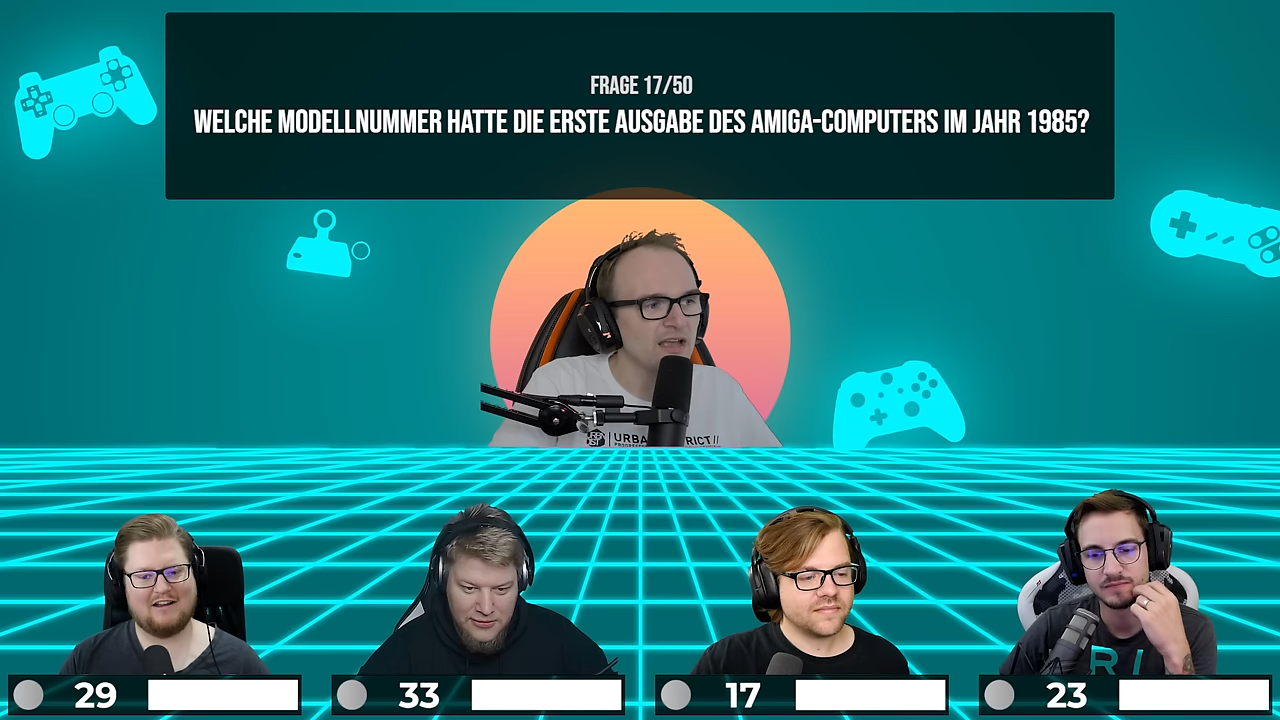 FRAGE 17/50
WELCHE MODELLNUMMER HATTE DIE ERSTE AUSGABE DES AMIGA-COMPUTERS IM JAHR 1985?
29
33
17
23